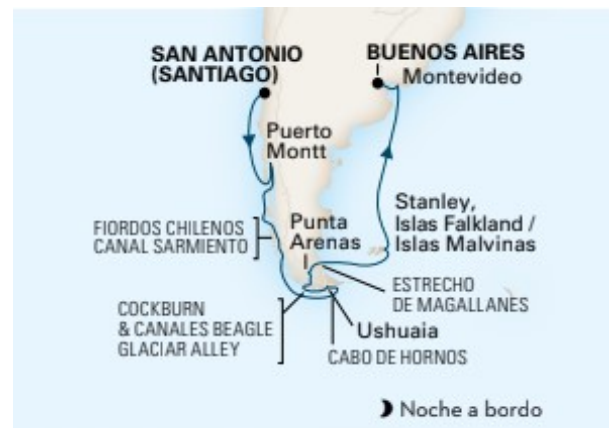 SAN ANTONIO
(SANTIAGO)
BUENOS AIRES
Montevideo
Puerto
Montt
Stanley,
Islas Falkland /
Islas Malvinas
FIORDOS CHILENOS
CANAL SARMIENTO
Punta
Arenas
ESTRECHO
DE MAGALLANES
COCKBURN
& CANALES BEAGLE
GLACIAR ALLEY
Ushuaia
CABO DE HORNOS
Noche a bordo